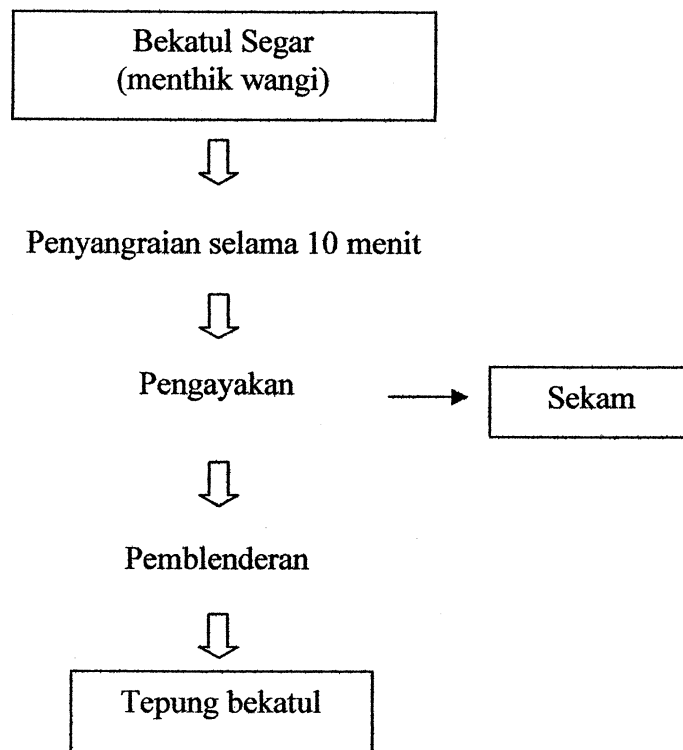 Bekatul Segar
(menthik wangi)
Penyangraian selama 10 menit
Pengayakan
Sekam
Pemblenderan
Tepung bekatul